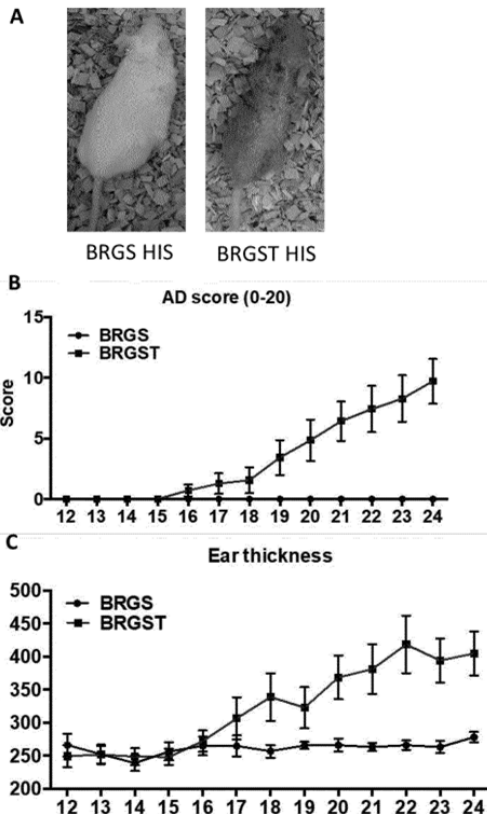 A
BRGS HIS BRGST HIS
B
AD score (0-20)
BRGS
BRGST
15
10
5
0
Score
12 13 14 15 16 17 18 19 20 21 22 23 24
C
Ear thickness
BRGS
BRGST
500
450
400
350
300
250
200
12 13 14 15 16 17 18 19 20 21 22 23 24